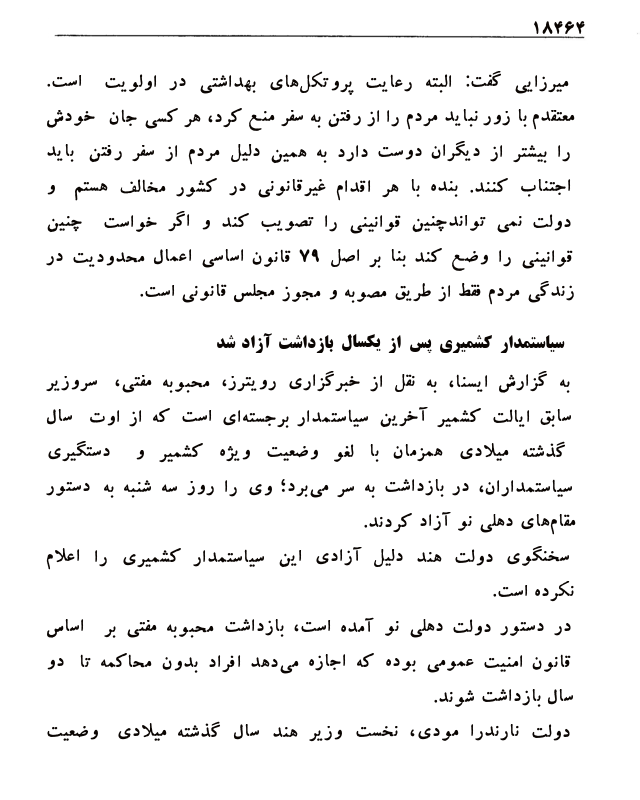 ۱۸۴۶۴
میرزایی گفت: البته رعایت پروتکل‌های بهداشتی در اولویت است.
معتقدم با زور نباید مردم را از رفتن به سفر منع کرد، هر کسی جان خودش
را بیشتر از دیگران دوست دارد به همین دلیل مردم از سفر رفتن باید
اجتناب کنند. بنده با هر اقدام غیرقانونی در کشور مخالف هستم و
دولت نمی تواندچنین قوانینی را تصویب کند و اگر خواست چنین
قوانینی را وضع کند بنا بر اصل ۷۹ قانون اساسی اعمال محدودیت در
زندگی مردم فقط از طریق مصوبه و مجوز مجلس قانونی است.
سیاستمدار کشمیری پس از یکسال بازداشت آزاد شد
به گزارش ایسنا، به نقل از خبرگزاری رویترز، محبوبه مفتی، سروزیر
سابق ایالت کشمیر آخرین سیاستمدار برجسته‌ای است که از اوت سال
گذشته میلادی همزمان با لغو وضعیت ویژه کشمیر و دستگیری
سیاستمداران، در بازداشت به سر می‌برد؛ وی را روز سه شنبه به دستور
مقام‌های دهلی نو آزاد کردند.
سخنگوی دولت هند دلیل آزادی این سیاستمدار کشمیری را اعلام
نکرده است.
در دستور دولت دهلی نو آمده است، بازداشت محبوبه مفتی بر اساس
قانون امنیت عمومی بوده که اجازه می‌دهد افراد بدون محاکمه تا دو
سال بازداشت شوند.
دولت نارندرا مودی، نخست وزیر هند سال گذشته میلادی وضعیت